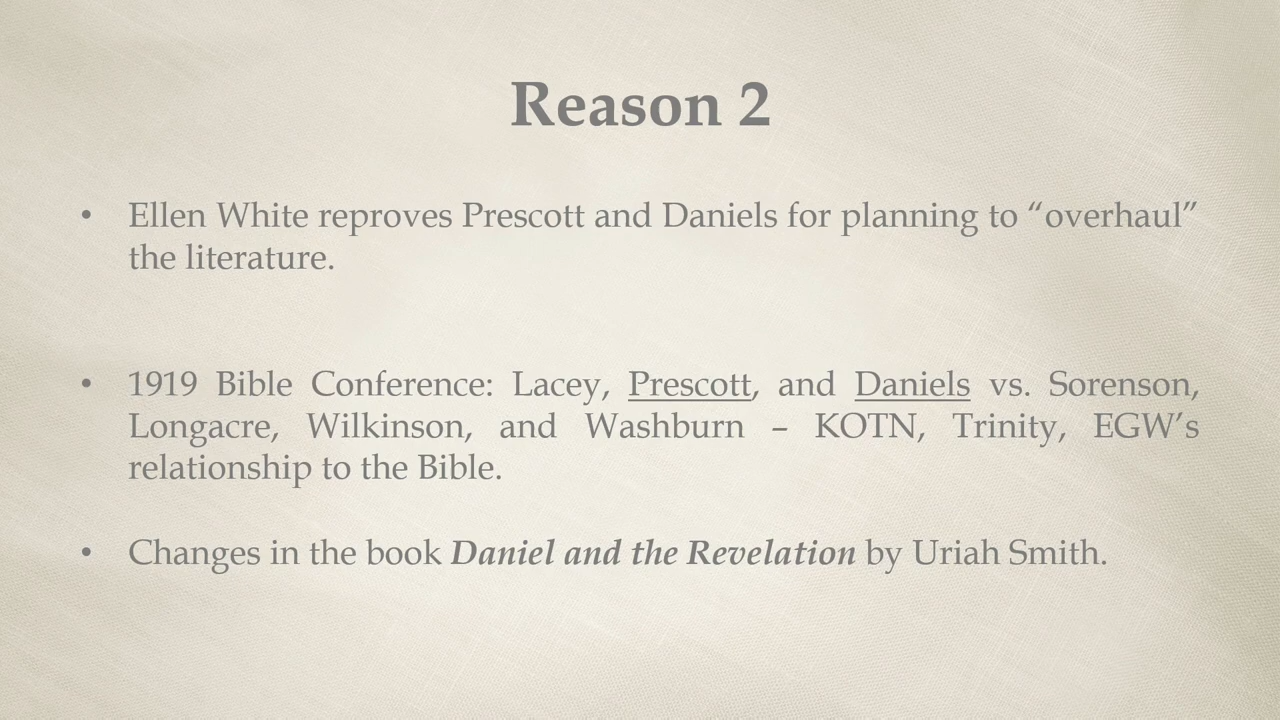 Reason 2
• Ellen White reproves Prescott and Daniels for planning to “overhaul”
the literature.
• 1919 Bible Conference: Lacey, Prescott, and Daniels vs. Sorenson,
Longacre, Wilkinson, and Washburn – KOTN, Trinity, EGW’s
relationship to the Bible.
• Changes in the book Daniel and the Revelation by Uriah Smith.